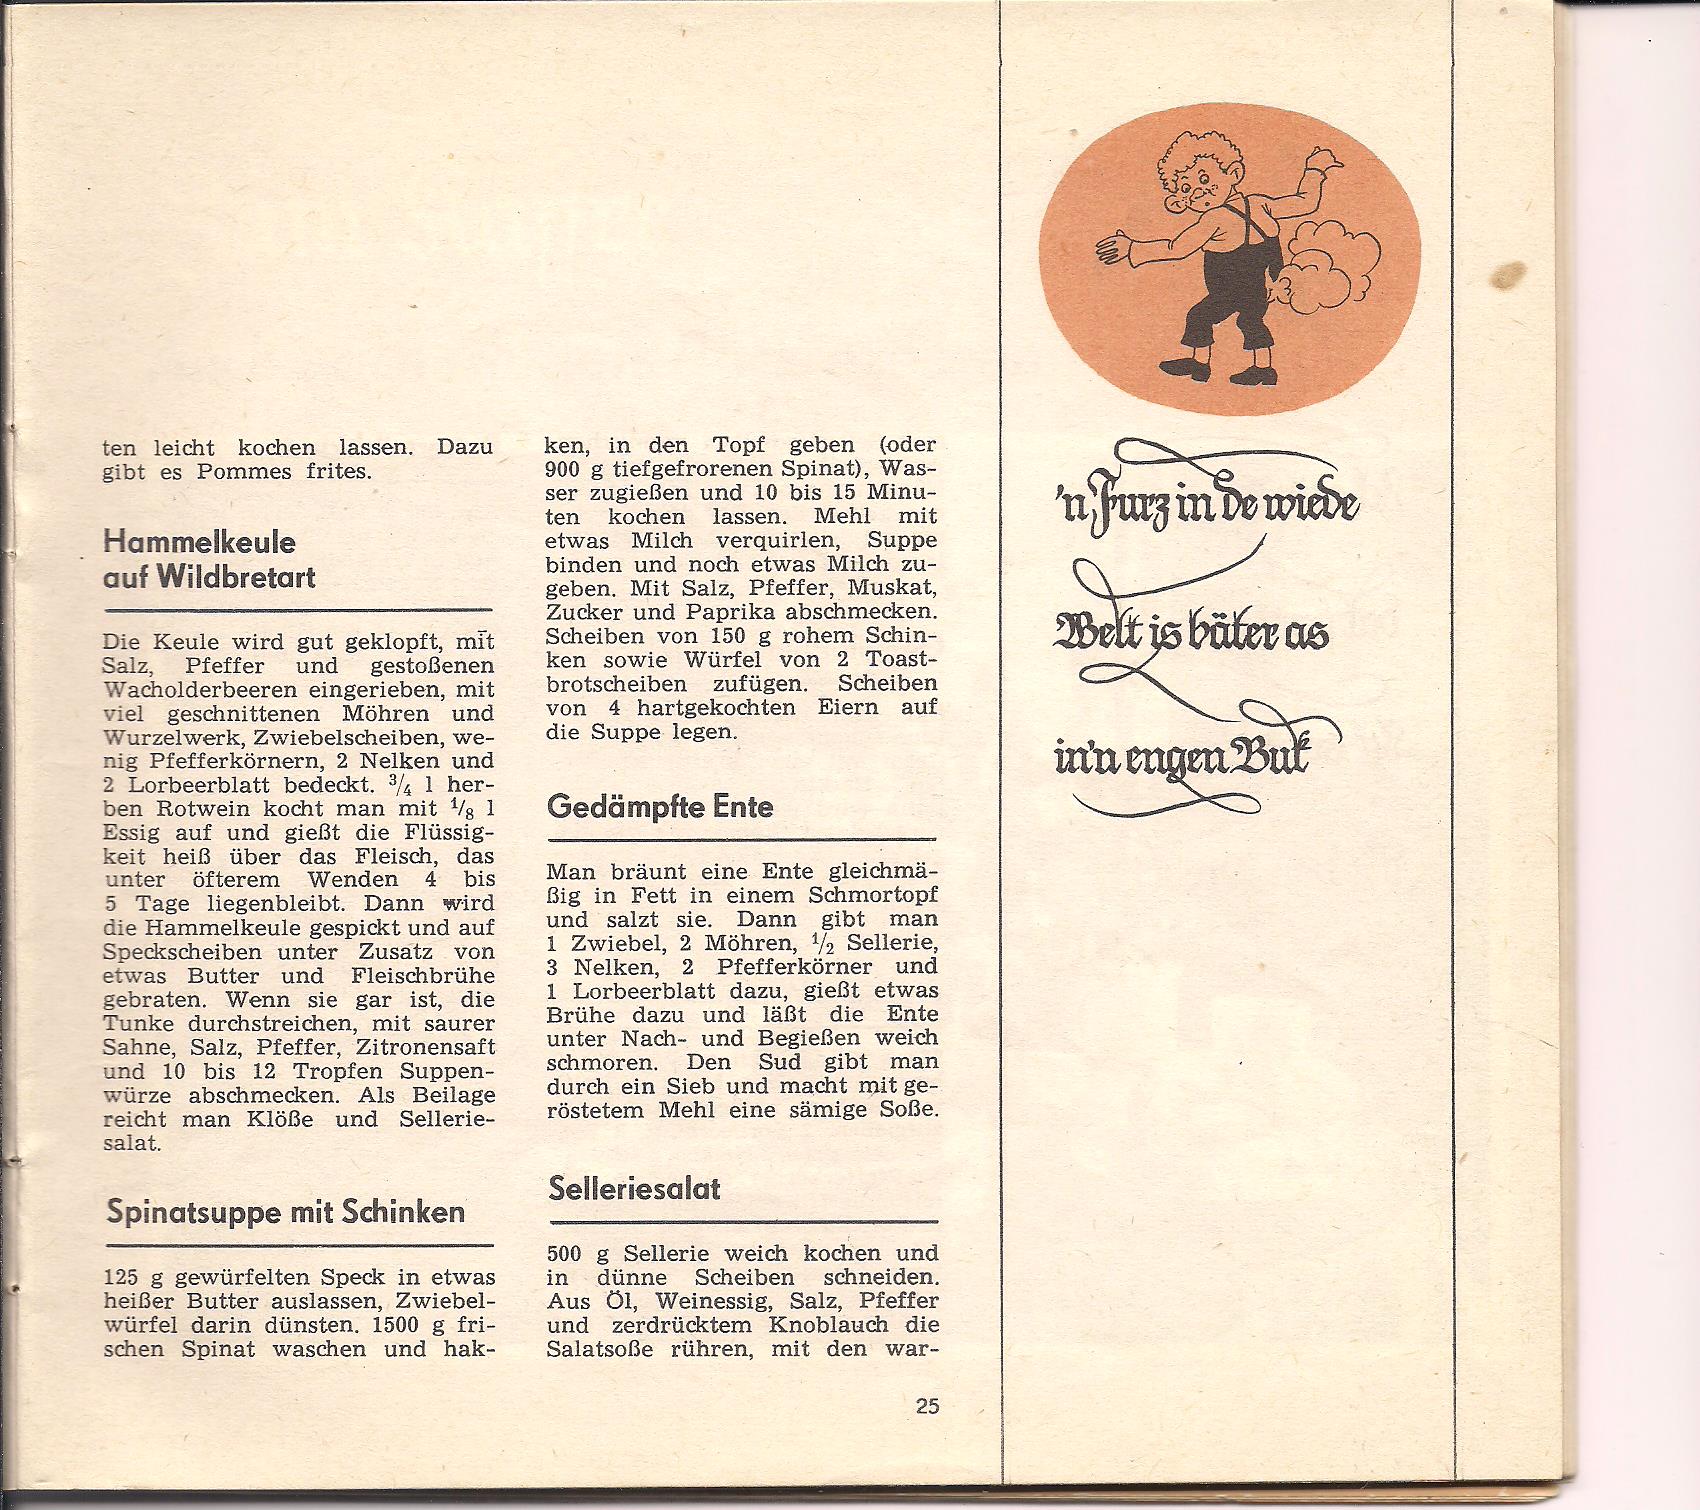 ten leicht kochen lassen. Dazu
gibt es Pommes frites.
Hammelkeule
auf Wildbretart
Die Keule wird gut geklopft, mit
Salz, Pfeffer und gestoßenen
Wacholderbeeren eingerieben, mit
viel geschnittenen Möhren und
Wurzelwerk, Zwiebelscheiben, we-
nig Pfefferkörnern, 2 Nelken und
2 Lorbeerblatt bedeckt. ¾ l her-
ben Rotwein kocht man mit ⅛ l
Essig auf und gießt die Flüssig-
keit heiß über das Fleisch, das
unter öfterem Wenden 4 bis
5 Tage liegenbleibt. Dann wird
die Hammelkeule gespickt und auf
Speckscheiben unter Zusatz von
etwas Butter und Fleischbrühe
gebraten. Wenn sie gar ist, die
Tunke durchstreichen, mit saurer
Sahne, Salz, Pfeffer, Zitronensaft
und 10 bis 12 Tropfen Suppen-
würze abschmecken. Als Beilage
reicht man Klöße und Sellerie-
salat.
Spinatsuppe mit Schinken
125 g gewürfelten Speck in etwas
heißer Butter auslassen, Zwiebel-
würfel darin dünsten. 1500 g fri-
schen Spinat waschen und hak-
ken, in den Topf geben (oder
900 g tiefgefrorenen Spinat), Was-
ser zugießen und 10 bis 15 Minu-
ten kochen lassen. Mehl mit
etwas Milch verquirlen, Suppe
binden und noch etwas Milch zu-
geben. Mit Salz, Pfeffer, Muskat,
Zucker und Paprika abschmecken.
Scheiben von 150 g rohem Schin-
ken sowie Würfel von 2 Toast-
brotscheiben zufügen. Scheiben
von 4 hartgekochten Eiern auf
die Suppe legen.
Gedämpfte Ente
Man bräunt eine Ente gleichmä-
ßig in Fett in einem Schmortopf
und salzt sie. Dann gibt man
1 Zwiebel, 2 Möhren, ½ Sellerie,
3 Nelken, 2 Pfefferkörner und
1 Lorbeerblatt dazu, gießt etwas
Brühe dazu und läßt die Ente
unter Nach- und Begießen weich
schmoren. Den Sud gibt man
durch ein Sieb und macht mit ge-
röstetem Mehl eine sämige Soße.
Selleriesalat
500 g Sellerie weich kochen und
in dünne Scheiben schneiden.
Aus Öl, Weinessig, Salz, Pfeffer
und zerdrücktem Knoblauch die
Salatsoße rühren, mit den war-
25
'n Furz in de wiede
Welt is bäter as
in'n engen Buk